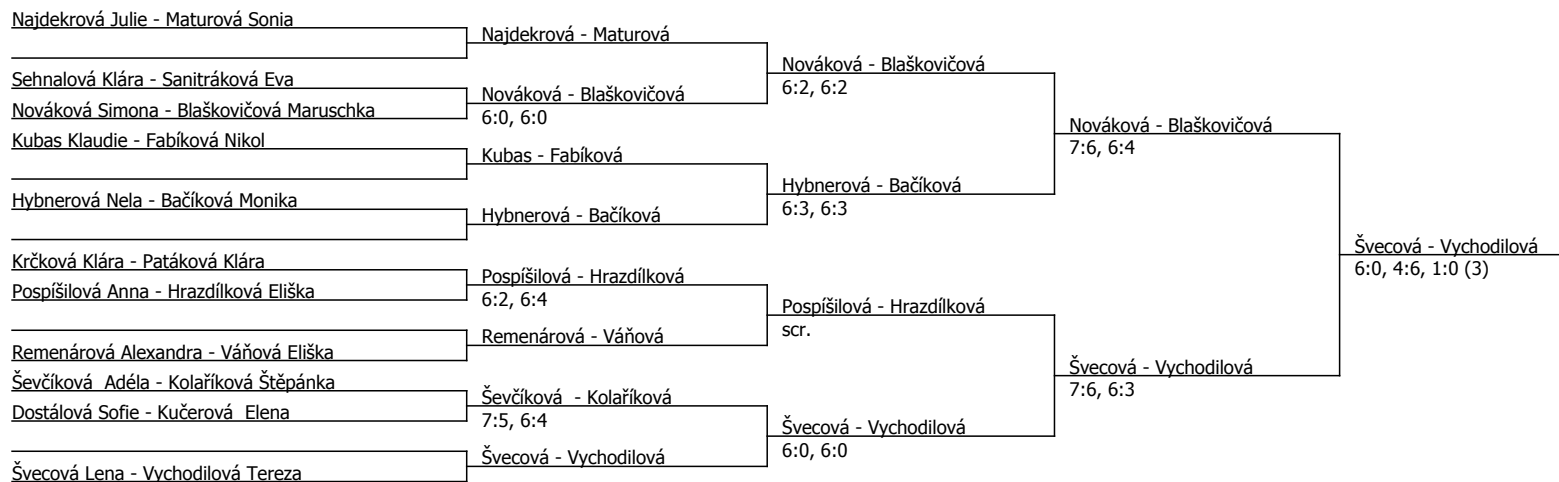 Najdekrová Julie - Maturová Sonia
Sehnalová Klára - Sanitráková Eva
Nováková Simona - Blaškovičová Maruschka
Kubas Klaudie - Fabíková Nikol
Hybnerová Nela - Bačíková Monika
Krčková Klára - Patáková Klára
Pospíšilová Anna - Hrazdílková Eliška
Remenárová Alexandra - Váňová Eliška
Ševčíková  Adéla - Kolaříková Štěpánka
Dostálová Sofie - Kučerová  Elena
Švecová Lena - Vychodilová Tereza
Najdekrová - Maturová
Nováková - Blaškovičová
6:0, 6:0
Kubas - Fabíková
Hybnerová - Bačíková
Pospíšilová - Hrazdílková
6:2, 6:4
Remenárová - Váňová
Ševčíková  - Kolaříková
7:5, 6:4
Švecová - Vychodilová
Nováková - Blaškovičová
6:2, 6:2
Hybnerová - Bačíková
6:3, 6:3
Pospíšilová - Hrazdílková
scr.
Švecová - Vychodilová
6:0, 6:0
Nováková - Blaškovičová
7:6, 6:4
Švecová - Vychodilová
7:6, 6:3
Švecová - Vychodilová
6:0, 4:6, 1:0 (3)